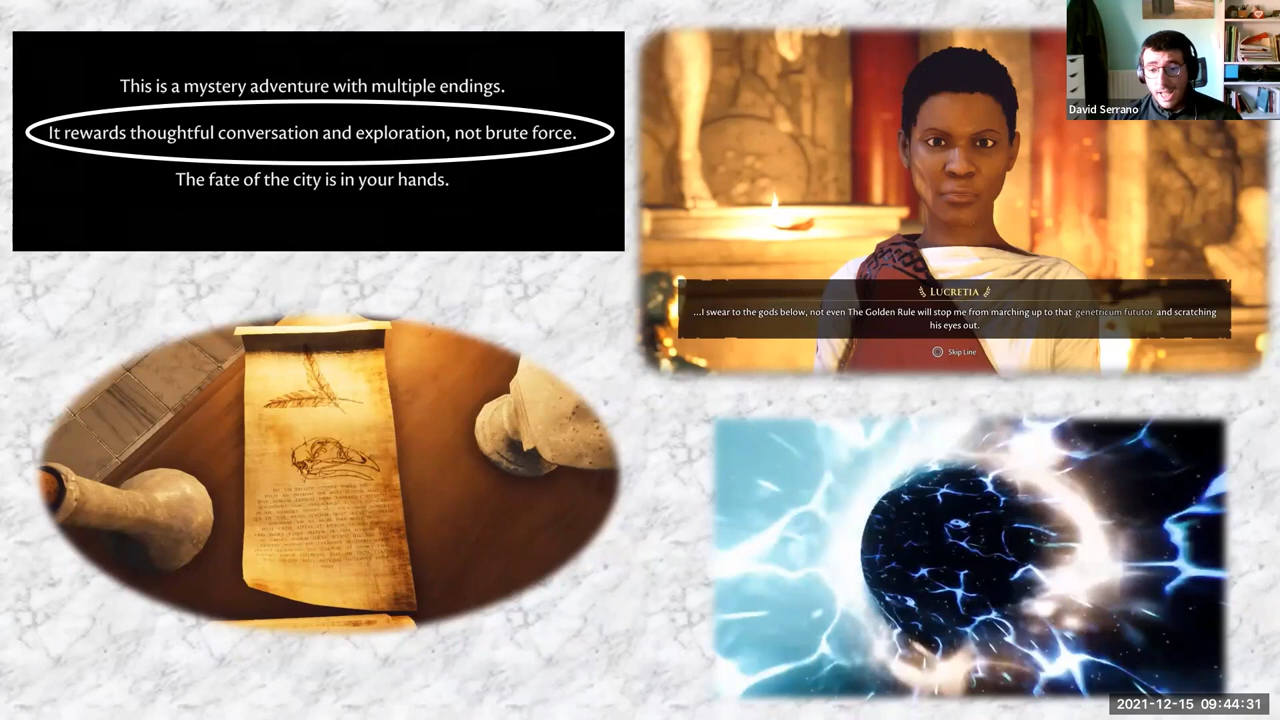 This is a mystery adventure with multiple endings.
It rewards thoughtful conversation and exploration, not brute force.
The fate of the city is in your hands.
David Serrano
LUCRETIA
...I swear to the gods below, not even The Golden Rule will stop me from marching up to that genetricum fututor and scratching
his eyes out.
Skip Line
2021-12-15 09:44:31